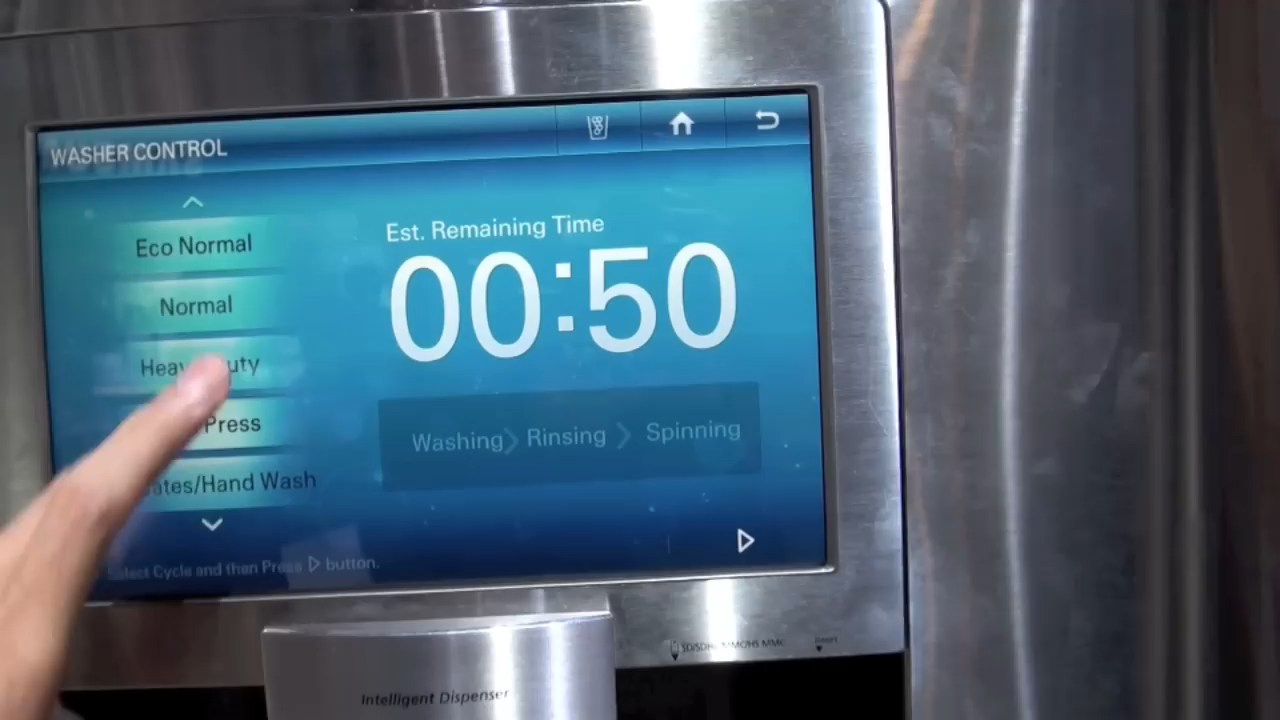 WASHER CONTROL
Eco Normal
Normal
Heavy Duty
Press
ates/Hand Wash
Est. Remaining Time
00:50
Washing Rinsing Spinning
Select Cycle and then Press ▷ button.
Intelligent Dispenser